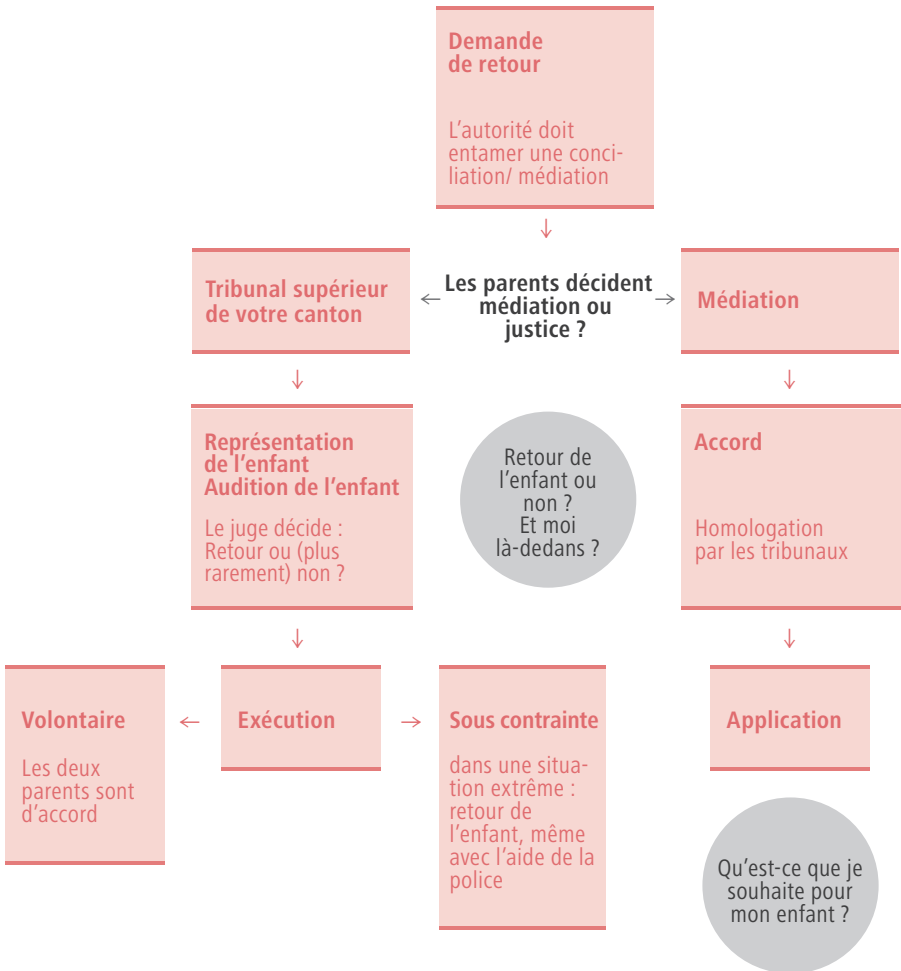 Demande
de retour
L'autorité doit
entamer une conci-
liation/ médiation
↓
Tribunal supérieur
de votre canton
← Les parents décident →
médiation ou
justice ?
Médiation
↓
↓
Représentation
de l'enfant
Audition de l'enfant
Le juge décide :
Retour ou (plus
rarement) non ?
Retour de
l'enfant ou
non ?
Et moi
là-dedans ?
Accord
Homologation
par les tribunaux
↓
↓
Volontaire
Les deux
parents sont
d'accord
←
Exécution
→
Sous contrainte
dans une situa-
tion extrême :
retour de
l'enfant, même
avec l'aide de la
police
Application
Qu'est-ce que je
souhaite pour
mon enfant ?